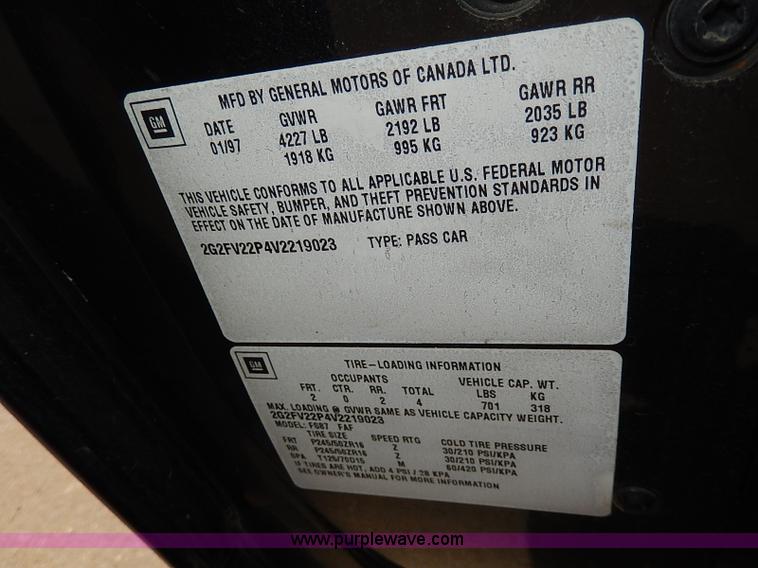 MFD BY GENERAL MOTORS OF CANADA LTD.
GM
DATE GVWR GAWR FRT GAWR RR
01/97 4227 LB 2192 LB 2035 LB
1918 KG 995 KG 923 KG
THIS VEHICLE CONFORMS TO ALL APPLICABLE U.S. FEDERAL MOTOR
VEHICLE SAFETY, BUMPER, AND THEFT PREVENTION STANDARDS IN
EFFECT ON THE DATE OF MANUFACTURE SHOWN ABOVE.
2G2FV22P4V2219023 TYPE: PASS CAR
GM
TIRE-LOADING INFORMATION
OCCUPANTS VEHICLE CAP. WT.
FRT. CTR. RR. TOTAL LBS KG
2 0 2 4 701 318
MAX. LOADING @ GVWR SAME AS VEHICLE CAPACITY WEIGHT.
2G2FV22P4V2219023
MODEL: FS87 FAF
TIRE SIZE SPEED RTG COLD TIRE PRESSURE
FRT P245/50ZR16 Z 30/210 PSI/KPA
RR P245/50ZR16 Z 30/210 PSI/KPA
SPA T125/70D15 M 60/420 PSI/KPA
IF TIRES ARE HOT, ADD 4 PSI / 28 KPA
SEE OWNER'S MANUAL FOR MORE INFORMATION
www.purplewave.com